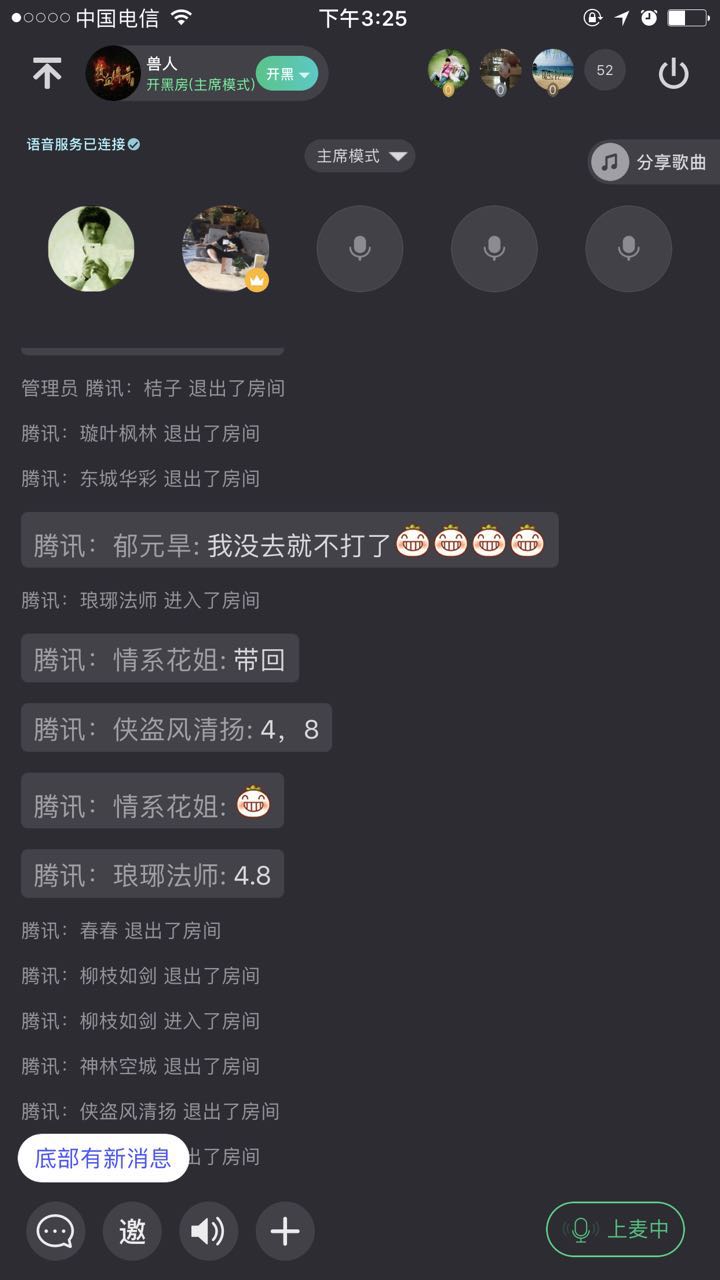 中国电信
下午3:25
兽人
开黑房(主席模式)
开黑
0
0
0
52
语音服务已连接
主席模式
分享歌曲
管理员 腾讯：桔子 退出了房间
腾讯：璇叶枫林 退出了房间
腾讯：东城华彩 退出了房间
腾讯：郁元旱: 我没去就不打了
腾讯：琅琊法师 进入了房间
腾讯：情系花姐: 带回
腾讯：侠盗风清扬: 4，8
腾讯：情系花姐:
腾讯：琅琊法师: 4.8
腾讯：春春 退出了房间
腾讯：柳枝如剑 退出了房间
腾讯：柳枝如剑 进入了房间
腾讯：神林空城 退出了房间
腾讯：侠盗风清扬 退出了房间
底部有新消息
出了房间
邀
上麦中